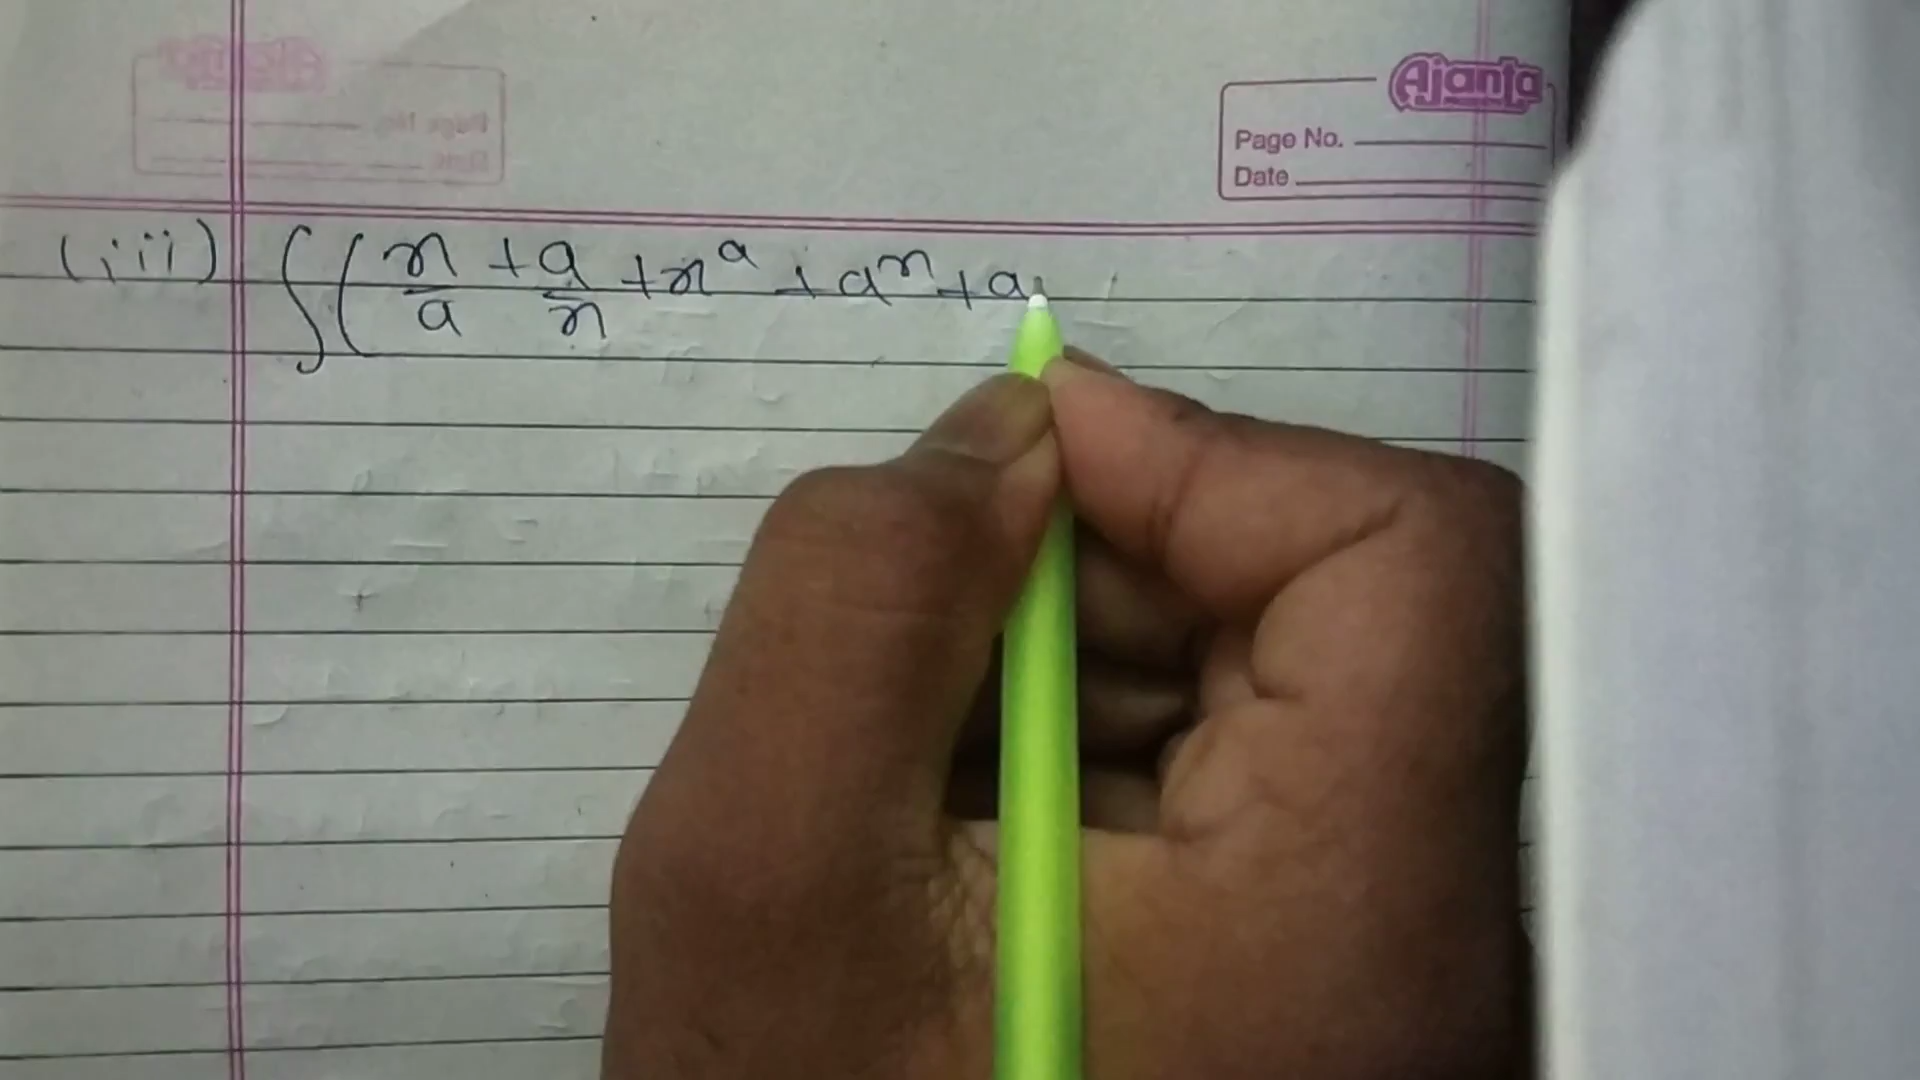 Ajanta
Page No.
Date
(iii) ∫(x/a + a/x + x^a + a^x + a